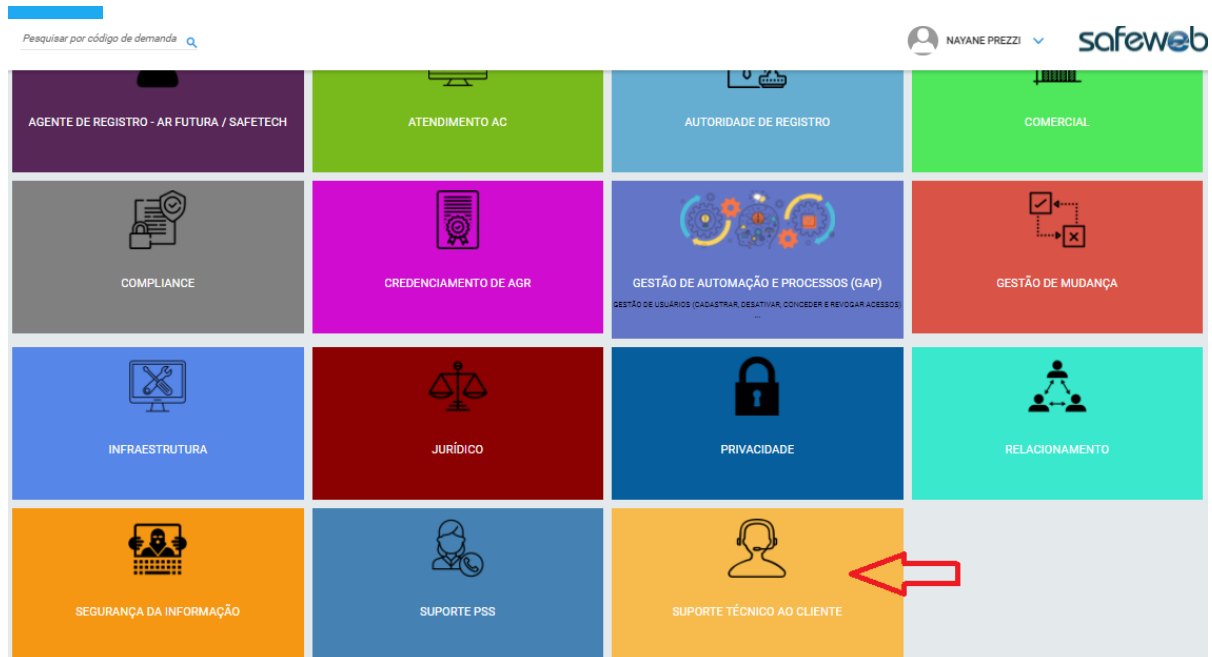 Pesquisar por código de demanda
NAYANE PREZZI
safeweb
AGENTE DE REGISTRO - AR FUTURA / SAFETECH
ATENDIMENTO AC
AUTORIDADE DE REGISTRO
COMERCIAL
COMPLIANCE
CREDENCIAMENTO DE AGR
GESTÃO DE AUTOMAÇÃO E PROCESSOS (GAP)
GESTÃO DE USUÁRIOS (CADASTRAR, DESATIVAR, CONCEDER E REVOGAR ACESSOS)
...
GESTÃO DE MUDANÇA
INFRAESTRUTURA
JURÍDICO
PRIVACIDADE
RELACIONAMENTO
SEGURANÇA DA INFORMAÇÃO
SUPORTE PSS
SUPORTE TÉCNICO AO CLIENTE